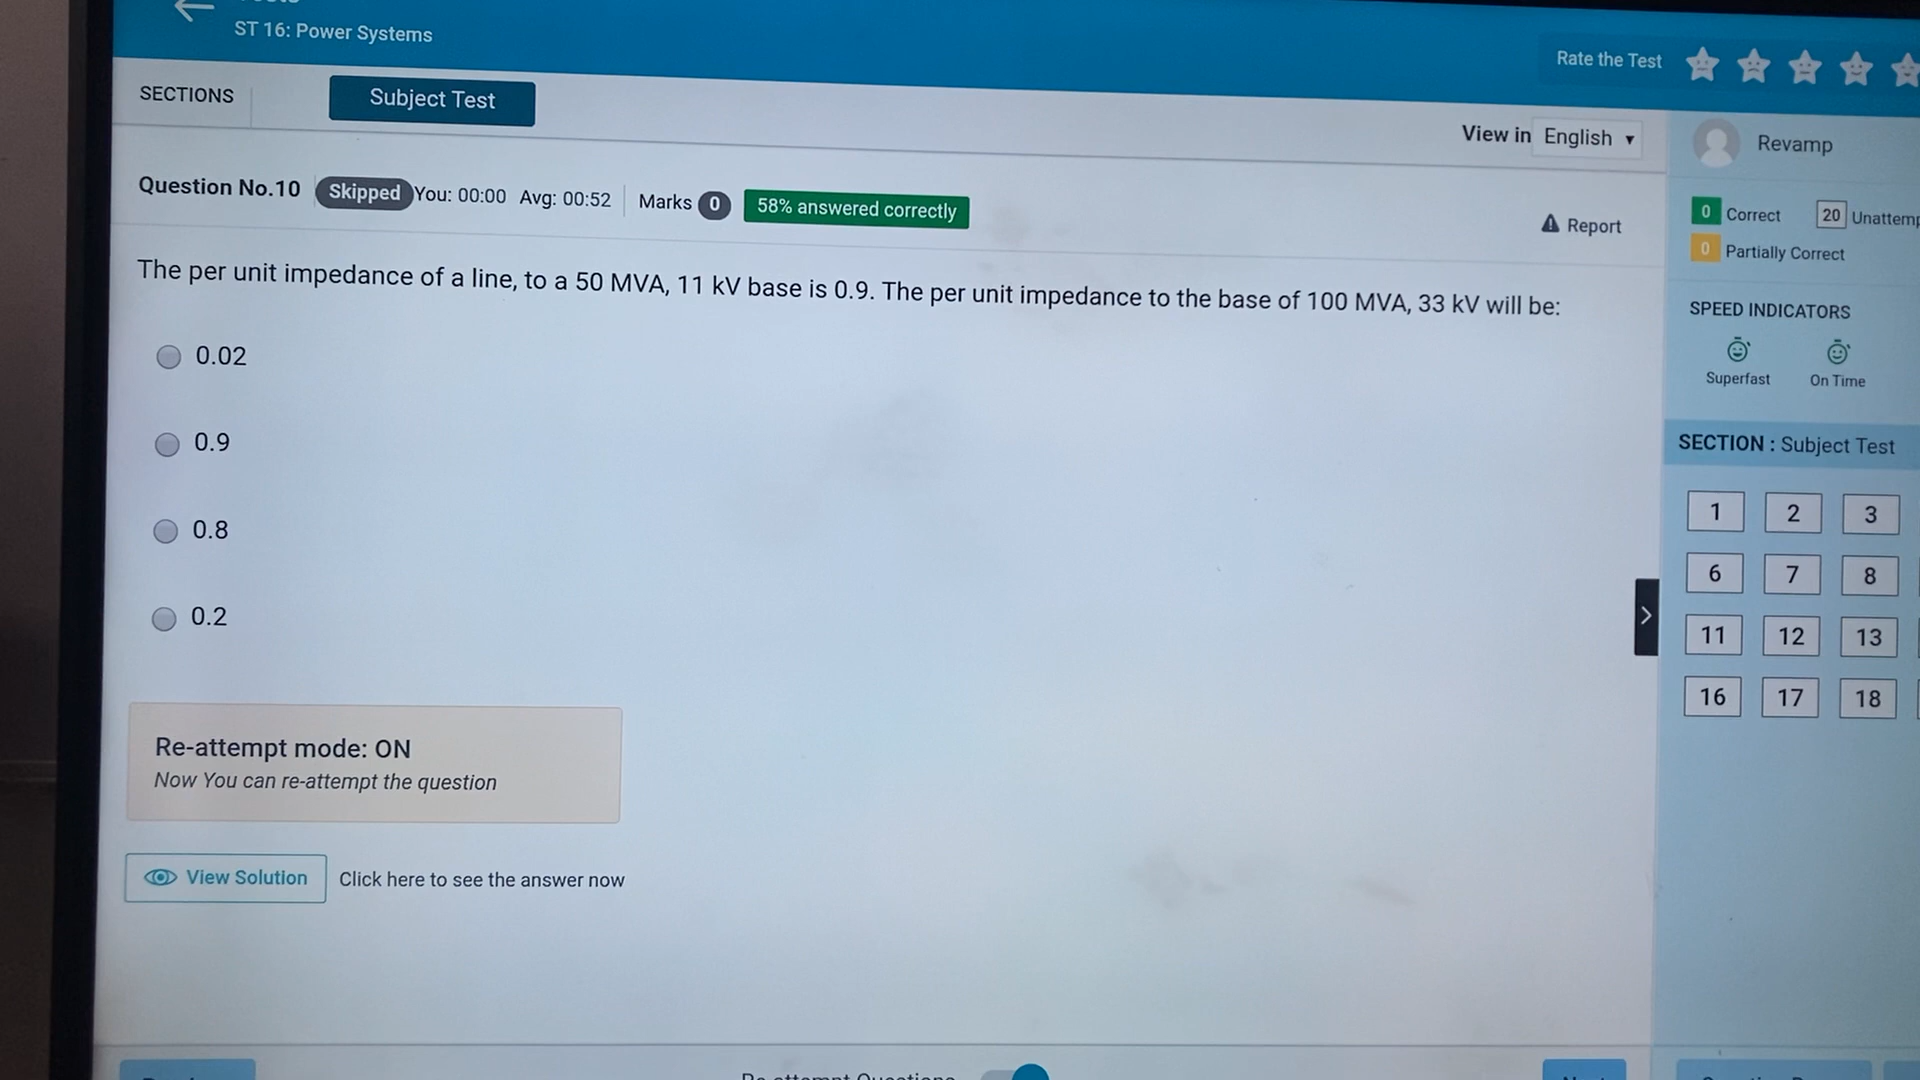 ST 16: Power Systems
Rate the Test
SECTIONS
Subject Test
View in English
Revamp
Question No.10 Skipped You: 00:00 Avg: 00:52 Marks 0 58% answered correctly
Report
0 Correct 20
0 Partially Correct
The per unit impedance of a line, to a 50 MVA, 11 kV base is 0.9. The per unit impedance to the base of 100 MVA, 33 kV will be:
0.02
0.9
0.8
0.2
SPEED INDICATORS
Superfast On Time
SECTION : Subject Test
1 2 3
6 7 8
11 12 13
16 17 18
Re-attempt mode: ON
Now You can re-attempt the question
View Solution Click here to see the answer now